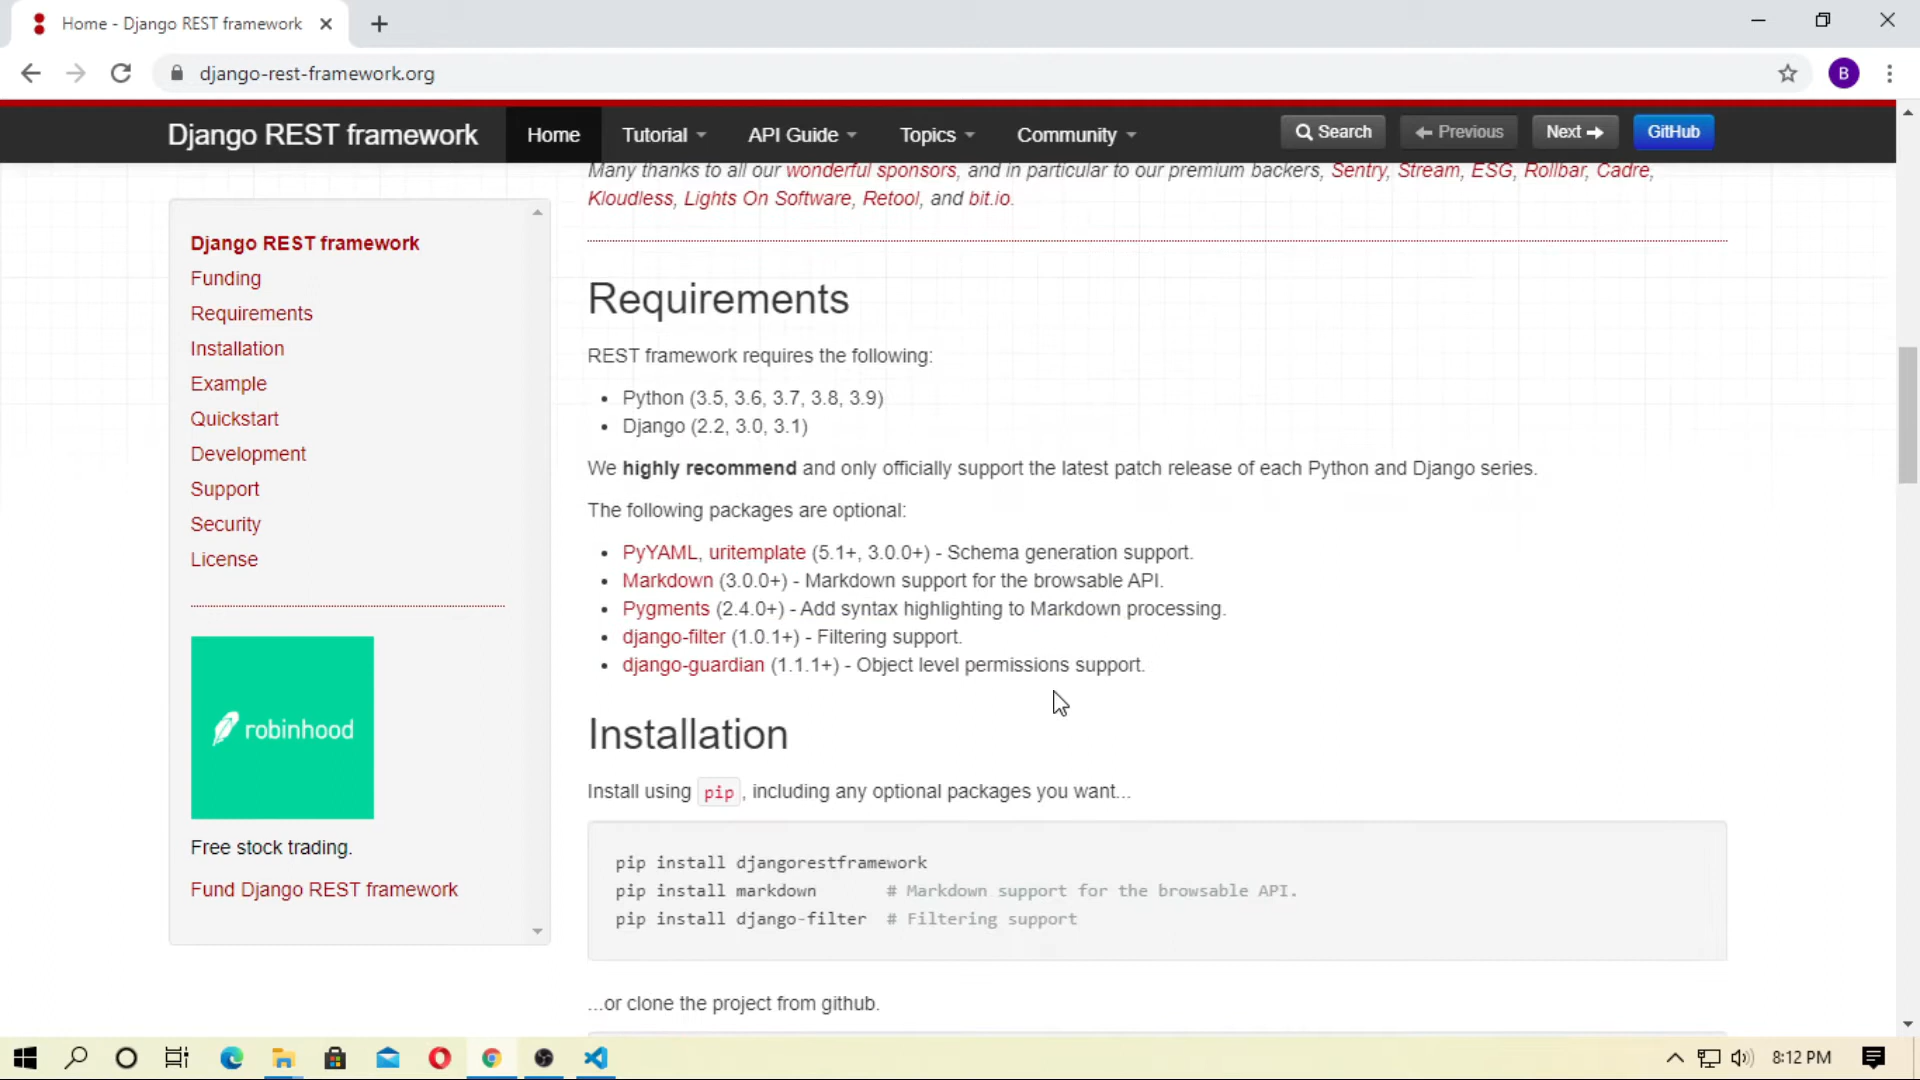 Home - Django REST framework
django-rest-framework.org
B
Django REST framework Home Tutorial API Guide Topics Community Search Previous Next GitHub
Many thanks to all our wonderful sponsors, and in particular to our premium backers, Sentry, Stream, ESG, Rollbar, Cadre,
Kloudless, Lights On Software, Retool, and bit.io.
Django REST framework
Funding
Requirements
Installation
Example
Quickstart
Development
Support
Security
License
robinhood
Free stock trading.
Fund Django REST framework
Requirements
REST framework requires the following:
• Python (3.5, 3.6, 3.7, 3.8, 3.9)
• Django (2.2, 3.0, 3.1)
We highly recommend and only officially support the latest patch release of each Python and Django series.
The following packages are optional:
• PyYAML, uritemplate (5.1+, 3.0.0+) - Schema generation support.
• Markdown (3.0.0+) - Markdown support for the browsable API.
• Pygments (2.4.0+) - Add syntax highlighting to Markdown processing.
• django-filter (1.0.1+) - Filtering support.
• django-guardian (1.1.1+) - Object level permissions support.
Installation
Install using pip, including any optional packages you want...
pip install djangorestframework
pip install markdown       # Markdown support for the browsable API.
pip install django-filter  # Filtering support
...or clone the project from github.
8:12 PM